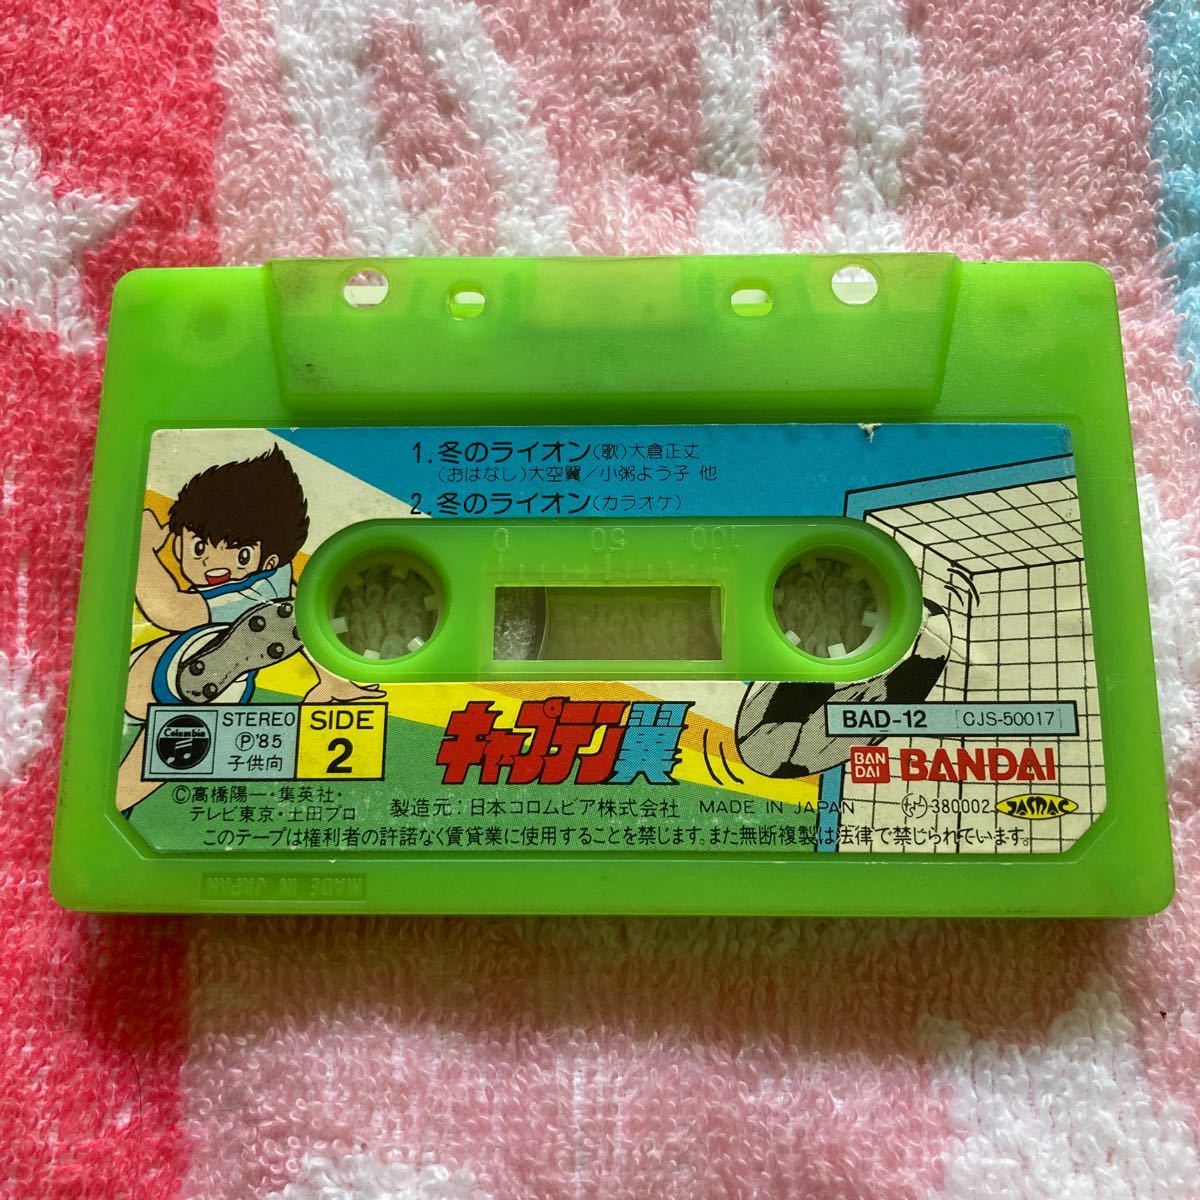 1. 冬のライオン(歌)大倉正丈
(おはなし)大空翼/小粥よう子 他
2. 冬のライオン(カラオケ)
0 50 100
Columbia
STEREO
Ⓟ'85
子供向
SIDE
2
キャプテン翼
BAD-12 [CJS-50017]
BAN
DAI
BANDAI
©高橋陽一・集英社・
テレビ東京・土田プロ
製造元:日本コロムビア株式会社 MADE IN JAPAN
380002 JASRAC
このテープは権利者の許諾なく賃貸業に使用することを禁じます。また無断複製は法律で禁じられています。
MADE IN JAPAN